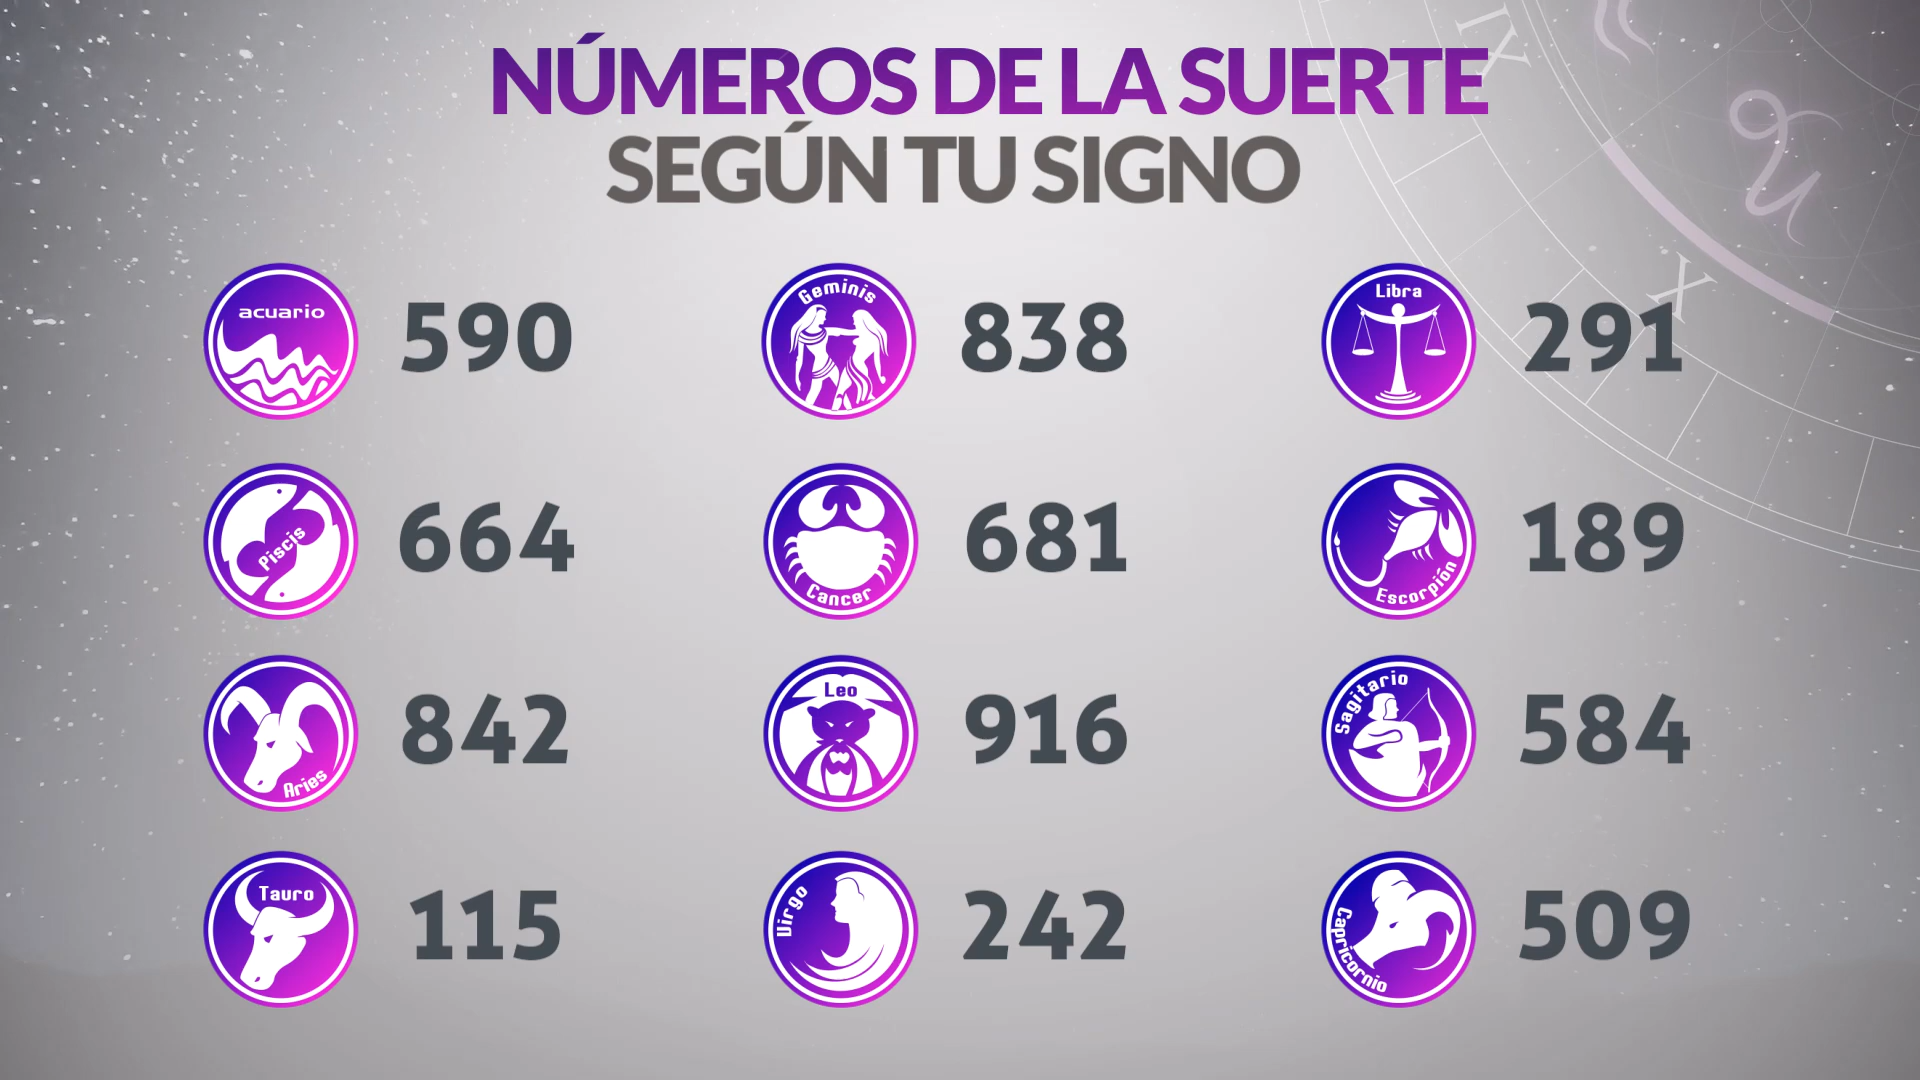 NÚMEROS DE LA SUERTE
SEGÚN TU SIGNO
acuario 590
Geminis 838
Libra 291
Piscis 664
Cancer 681
Escorpión 189
Aries 842
Leo 916
Sagitario 584
Tauro 115
Virgo 242
Capricornio 509
IX
X